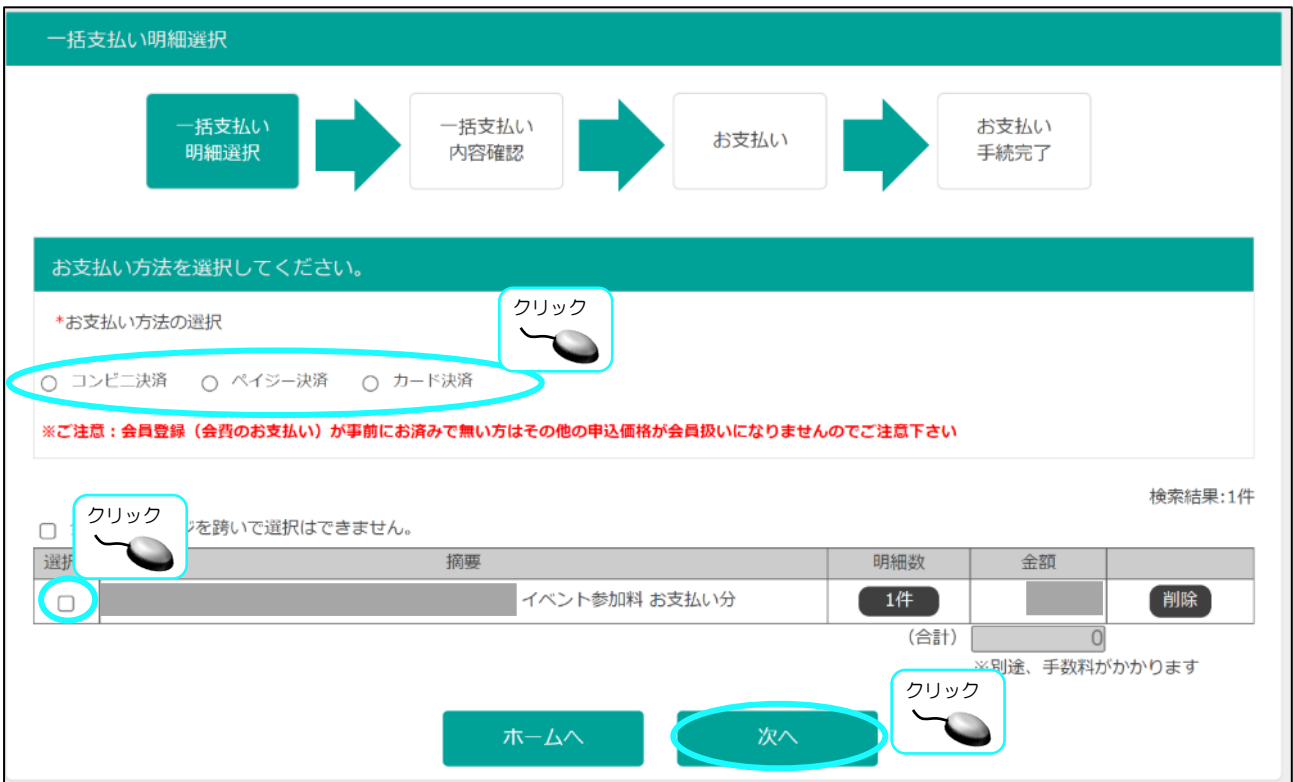 一括支払い明細選択
一括支払い
明細選択
一括支払い
内容確認
お支払い
お支払い
手続完了
お支払い方法を選択してください。
クリック
*お支払い方法の選択
コンビニ決済 ペイジー決済 カード決済
※ご注意：会員登録（会費のお支払い）が事前にお済みで無い方はその他の申込価格が会員扱いになりませんのでご注意下さい
検索結果:1件
クリック
ジを跨いで選択はできません。
選択 摘要 明細数 金額
イベント参加料 お支払い分 1件 削除
（合計） 0
※別途、手数料がかかります
クリック
ホームへ 次へ